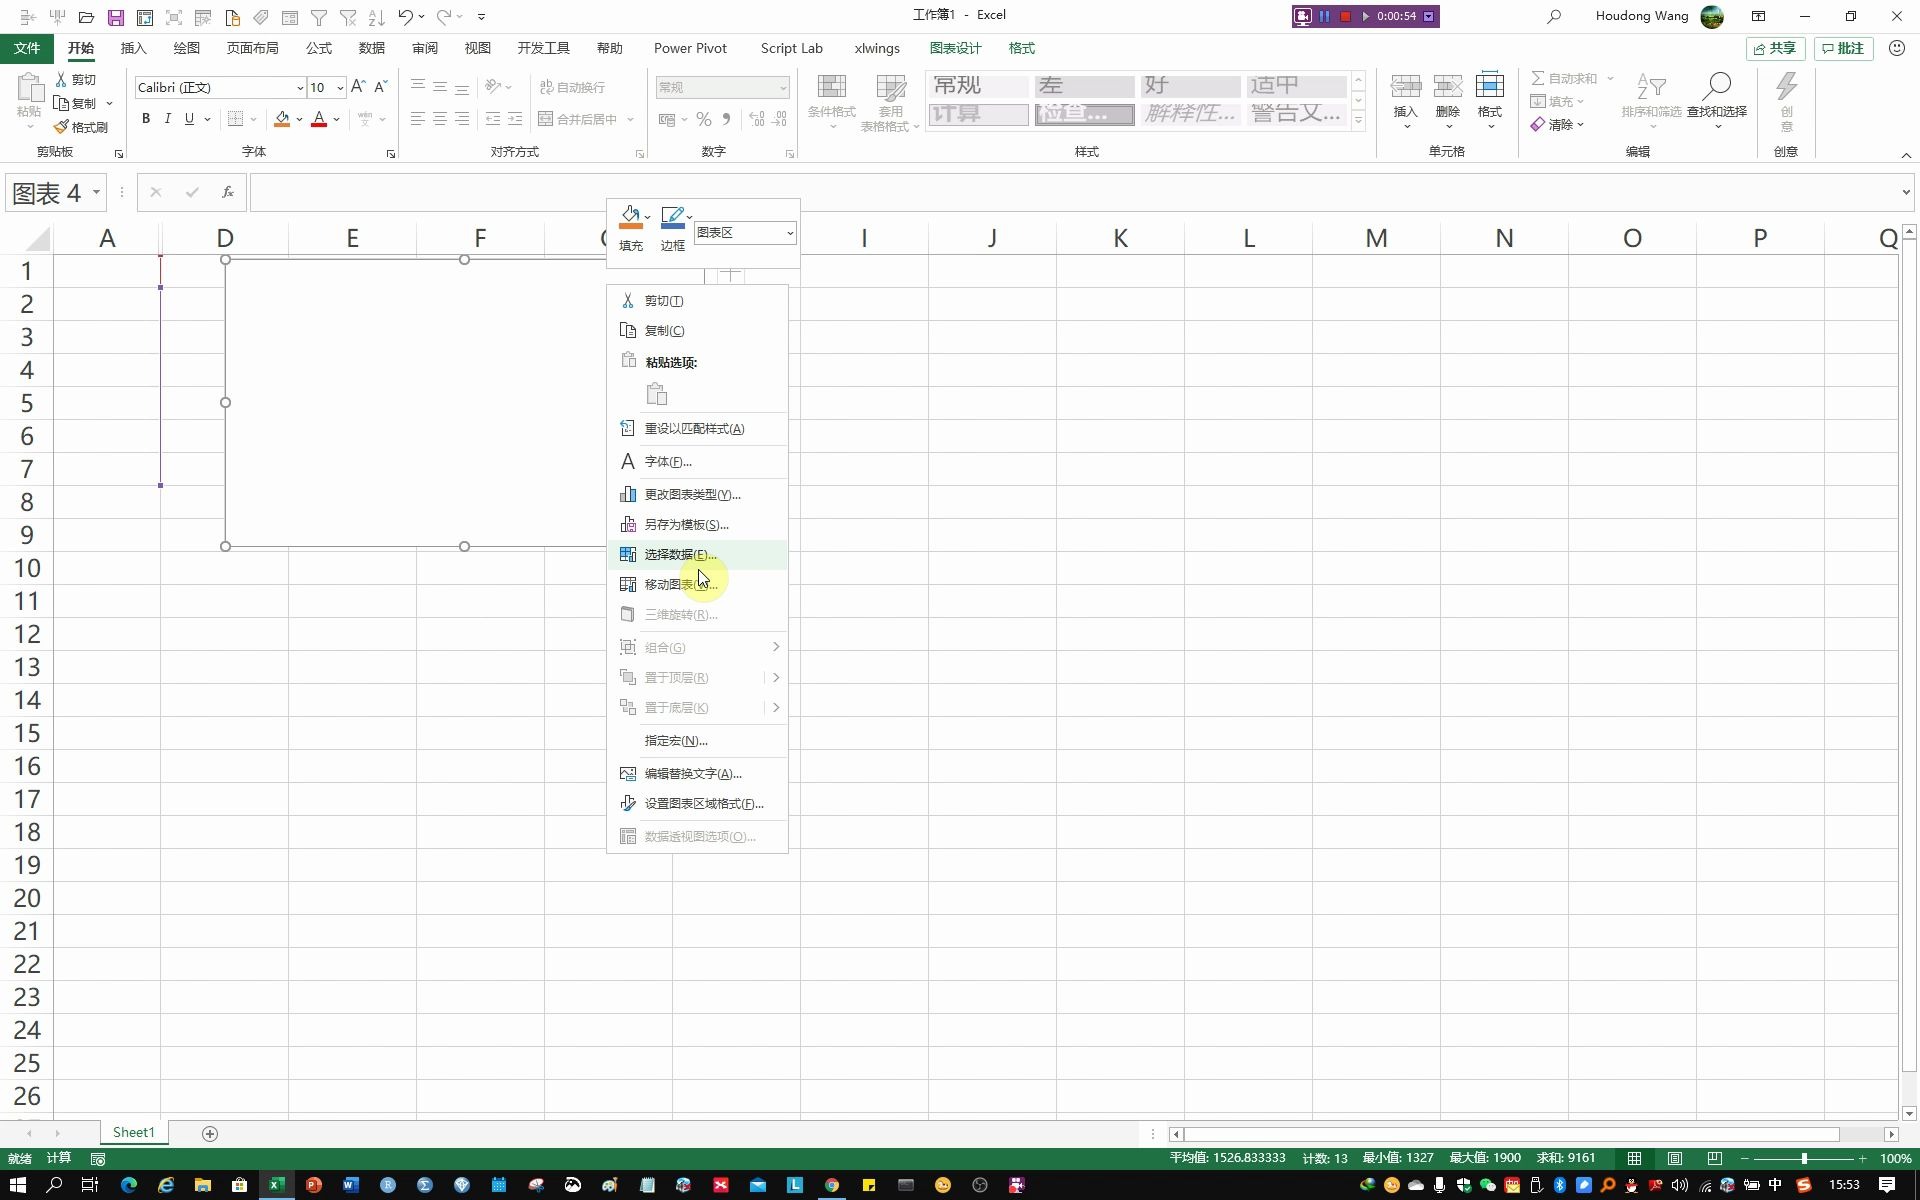 工作簿1 - Excel
0:00:54
Houdong Wang
文件 开始 插入 绘图 页面布局 公式 数据 审阅 视图 开发工具 帮助 Power Pivot Script Lab xlwings 图表设计 格式 共享 批注
粘贴 剪切 复制 格式刷
Calibri (正文) 10
B I U
自动换行
合并后居中
常规
条件格式
套用
表格格式
常规 差 好 适中
计算 检查... 解释性... 警告文...
插入 删除 格式
自动求和
填充
清除
排序和筛选 查找和选择
创
意
剪贴板 字体 对齐方式 数字 样式 单元格 编辑 创意
图表 4
fx
填充 边框 图表区
A D E F I J K L M N O P Q
1
2
3
4
5
6
7
8
9
10
11
12
13
14
15
16
17
18
19
20
21
22
23
24
25
26
剪切(T)
复制(C)
粘贴选项:
重设以匹配样式(A)
字体(F)...
更改图表类型(Y)...
另存为模板(S)...
选择数据(E)...
移动图表
三维旋转(R)...
组合(G)
置于顶层(R)
置于底层(K)
指定宏(N)...
编辑替换文字(A)...
设置图表区域格式(F)...
数据透视图选项(O)...
Sheet1
就绪 计算
平均值: 1526.833333 计数: 13 最小值: 1327 最大值: 1900 求和: 9161
100%
中
15:53